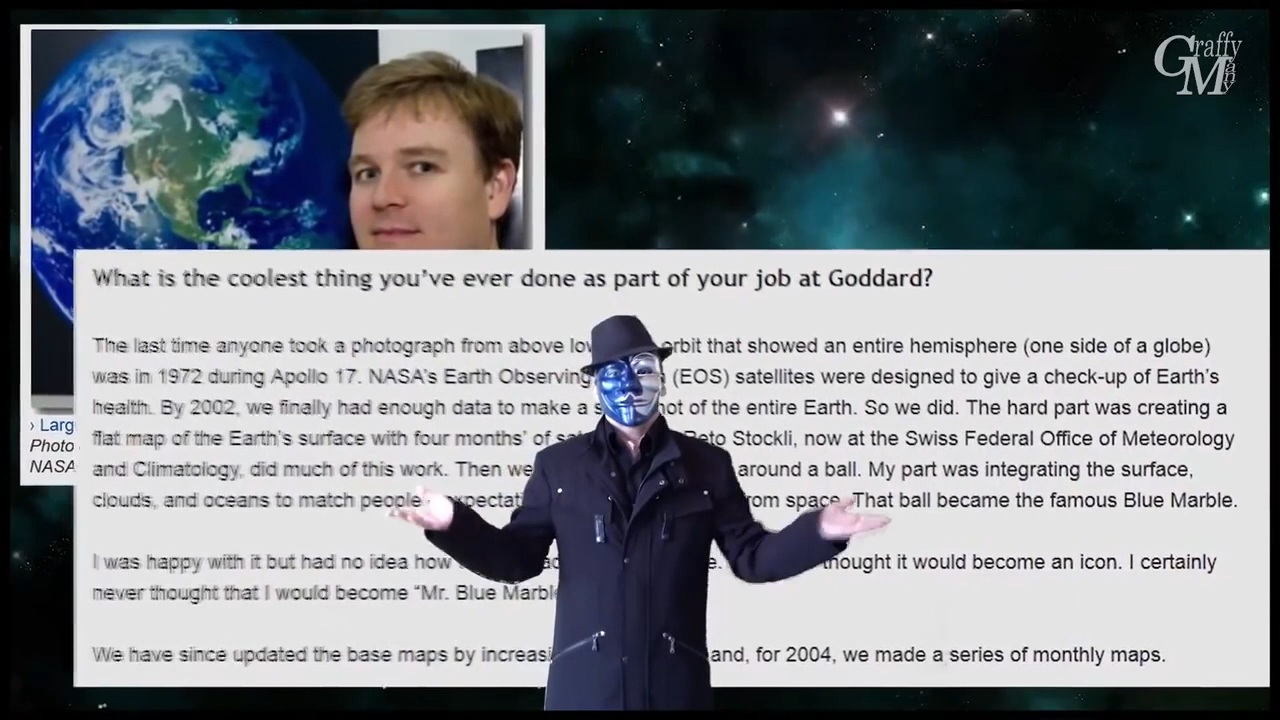 Graffy
Many
What is the coolest thing you've ever done as part of your job at Goddard?
The last time anyone took a photograph from above low orbit that showed an entire hemisphere (one side of a globe)
was in 1972 during Apollo 17. NASA's Earth Observing (EOS) satellites were designed to give a check-up of Earth's
health. By 2002, we finally had enough data to make a s ot of the entire Earth. So we did. The hard part was creating a
flat map of the Earth's surface with four months' of sat Reto Stockli, now at the Swiss Federal Office of Meteorology
and Climatology, did much of this work. Then we around a ball. My part was integrating the surface,
clouds, and oceans to match people expectati from space. That ball became the famous Blue Marble.
› Larg
Photo
NASA
I was happy with it but had no idea how thought it would become an icon. I certainly
never thought that I would become “Mr. Blue Marble
We have since updated the base maps by increasi and, for 2004, we made a series of monthly maps.